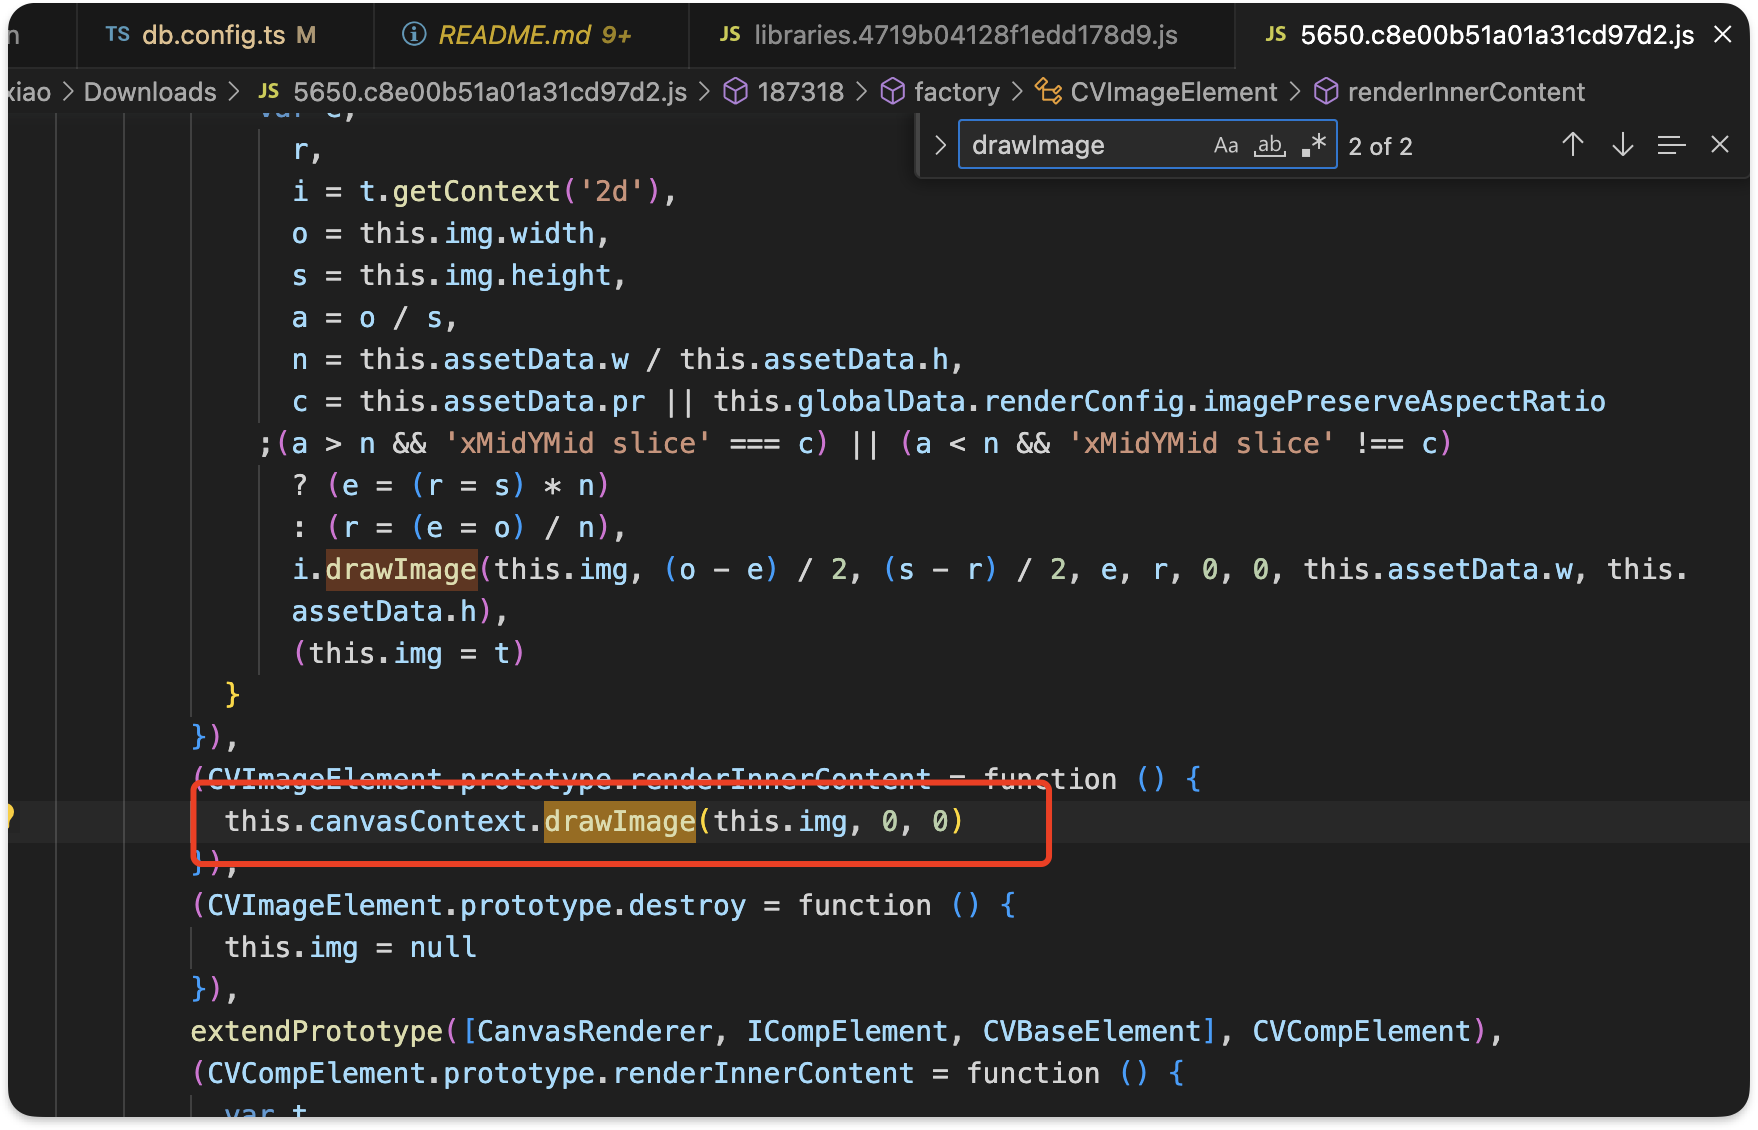 n
TS db.config.ts M
README.md 9+
JS libraries.4719b04128f1edd178d9.js
JS 5650.c8e00b51a01a31cd97d2.js
xiao > Downloads > JS 5650.c8e00b51a01a31cd97d2.js > 187318 > factory > CVImageElement > renderInnerContent
drawImage Aa ab .* 2 of 2
var e,
r,
i = t.getContext('2d'),
o = this.img.width,
s = this.img.height,
a = o / s,
n = this.assetData.w / this.assetData.h,
c = this.assetData.pr || this.globalData.renderConfig.imagePreserveAspectRatio
;(a > n && 'xMidYMid slice' === c) || (a < n && 'xMidYMid slice' !== c)
? (e = (r = s) * n)
: (r = (e = o) / n),
i.drawImage(this.img, (o - e) / 2, (s - r) / 2, e, r, 0, 0, this.assetData.w, this.
assetData.h),
(this.img = t)
}
}),
(CVImageElement.prototype.renderInnerContent = function () {
this.canvasContext.drawImage(this.img, 0, 0)
}),
(CVImageElement.prototype.destroy = function () {
this.img = null
}),
extendPrototype([CanvasRenderer, ICompElement, CVBaseElement], CVCompElement),
(CVCompElement.prototype.renderInnerContent = function () {
var t